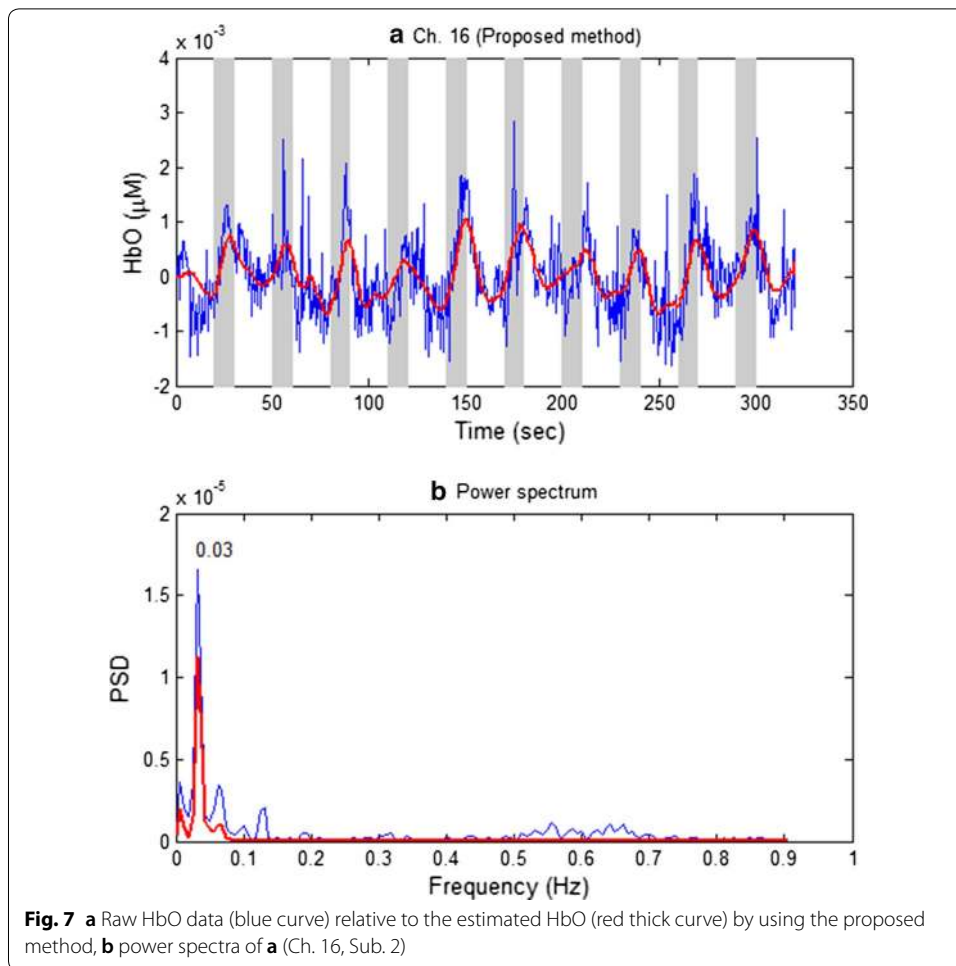 a Ch. 16 (Proposed method)
× 10-3
4
3
2
1
0
-1
-2
HbO (μM)
0 50 100 150 200 250 300 350
Time (sec)
b Power spectrum
× 10-5
2
1.5
1
0.5
0
PSD
0.03
0 0.1 0.2 0.3 0.4 0.5 0.6 0.7 0.8 0.9 1
Frequency (Hz)
Fig. 7 a Raw HbO data (blue curve) relative to the estimated HbO (red thick curve) by using the proposed
method, b power spectra of a (Ch. 16, Sub. 2)